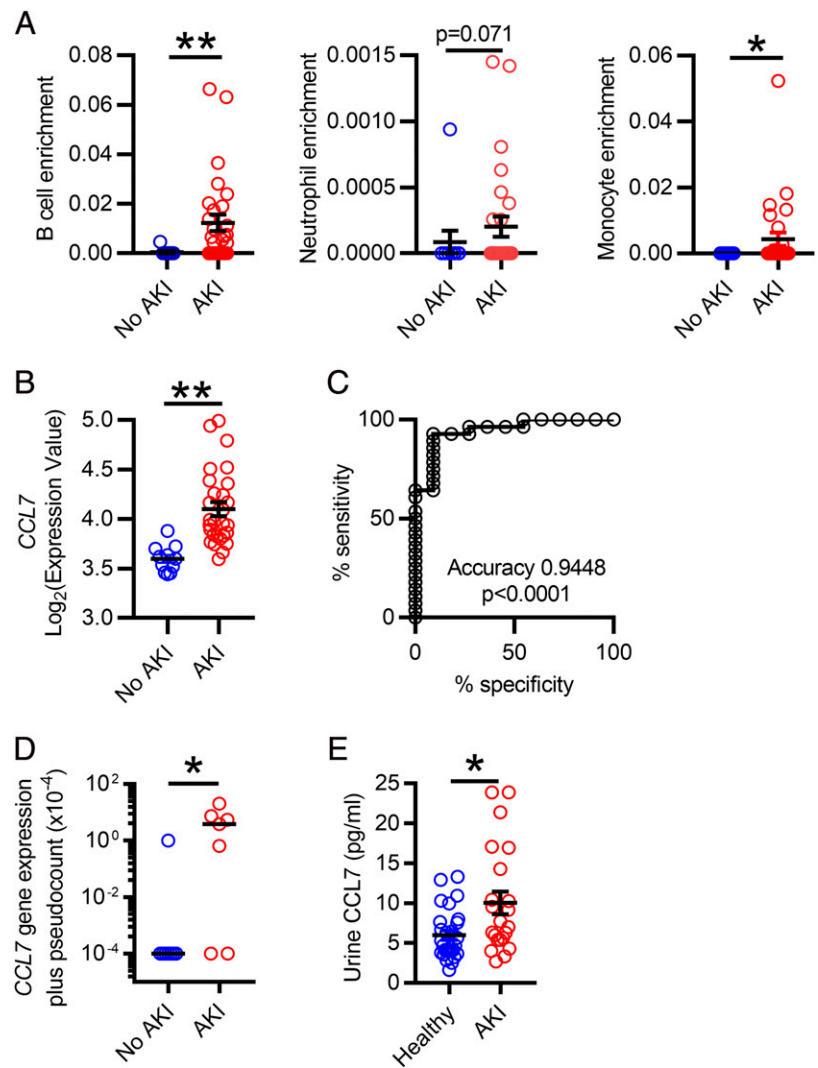 A
B cell enrichment
0.08
0.06
0.04
0.02
0.00
**
No AKI
AKI
Neutrophil enrichment
0.0015
0.0010
0.0005
0.0000
p=0.071
No AKI
AKI
Monocyte enrichment
0.06
0.04
0.02
0.00
*
No AKI
AKI
B
CCL7
Log₂(Expression Value)
5.0
4.5
4.0
3.5
3.0
**
No AKI
AKI
C
% sensitivity
100
50
0
Accuracy 0.9448
p<0.0001
0
50
100
% specificity
D
CCL7 gene expression
plus pseudocount (x10⁻⁴)
10²
10⁰
10⁻²
10⁻⁴
*
No AKI
AKI
E
Urine CCL7 (pg/ml)
25
20
15
10
5
0
*
Healthy
AKI